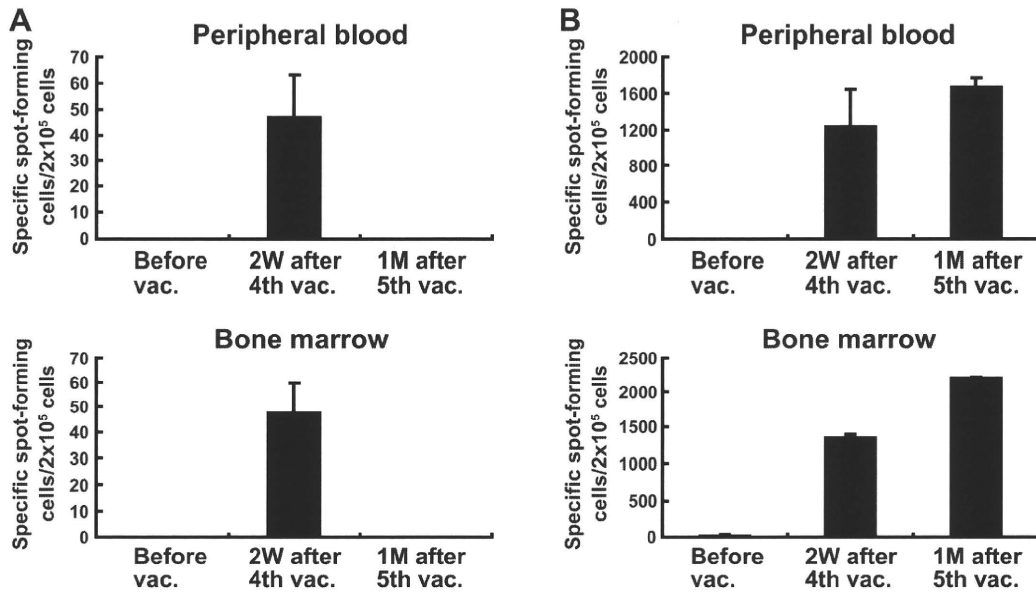 A
Peripheral blood
Specific spot-forming
cells/2x10⁵ cells
70
60
50
40
30
20
10
0
Before
vac.
2W after
4th vac.
1M after
5th vac.
Bone marrow
Specific spot-forming
cells/2x10⁵ cells
70
60
50
40
30
20
10
0
Before
vac.
2W after
4th vac.
1M after
5th vac.
B
Peripheral blood
Specific spot-forming
cells/2x10⁵ cells
2000
1600
1200
800
400
0
Before
vac.
2W after
4th vac.
1M after
5th vac.
Bone marrow
Specific spot-forming
cells/2x10⁵ cells
2500
2000
1500
1000
500
0
Before
vac.
2W after
4th vac.
1M after
5th vac.